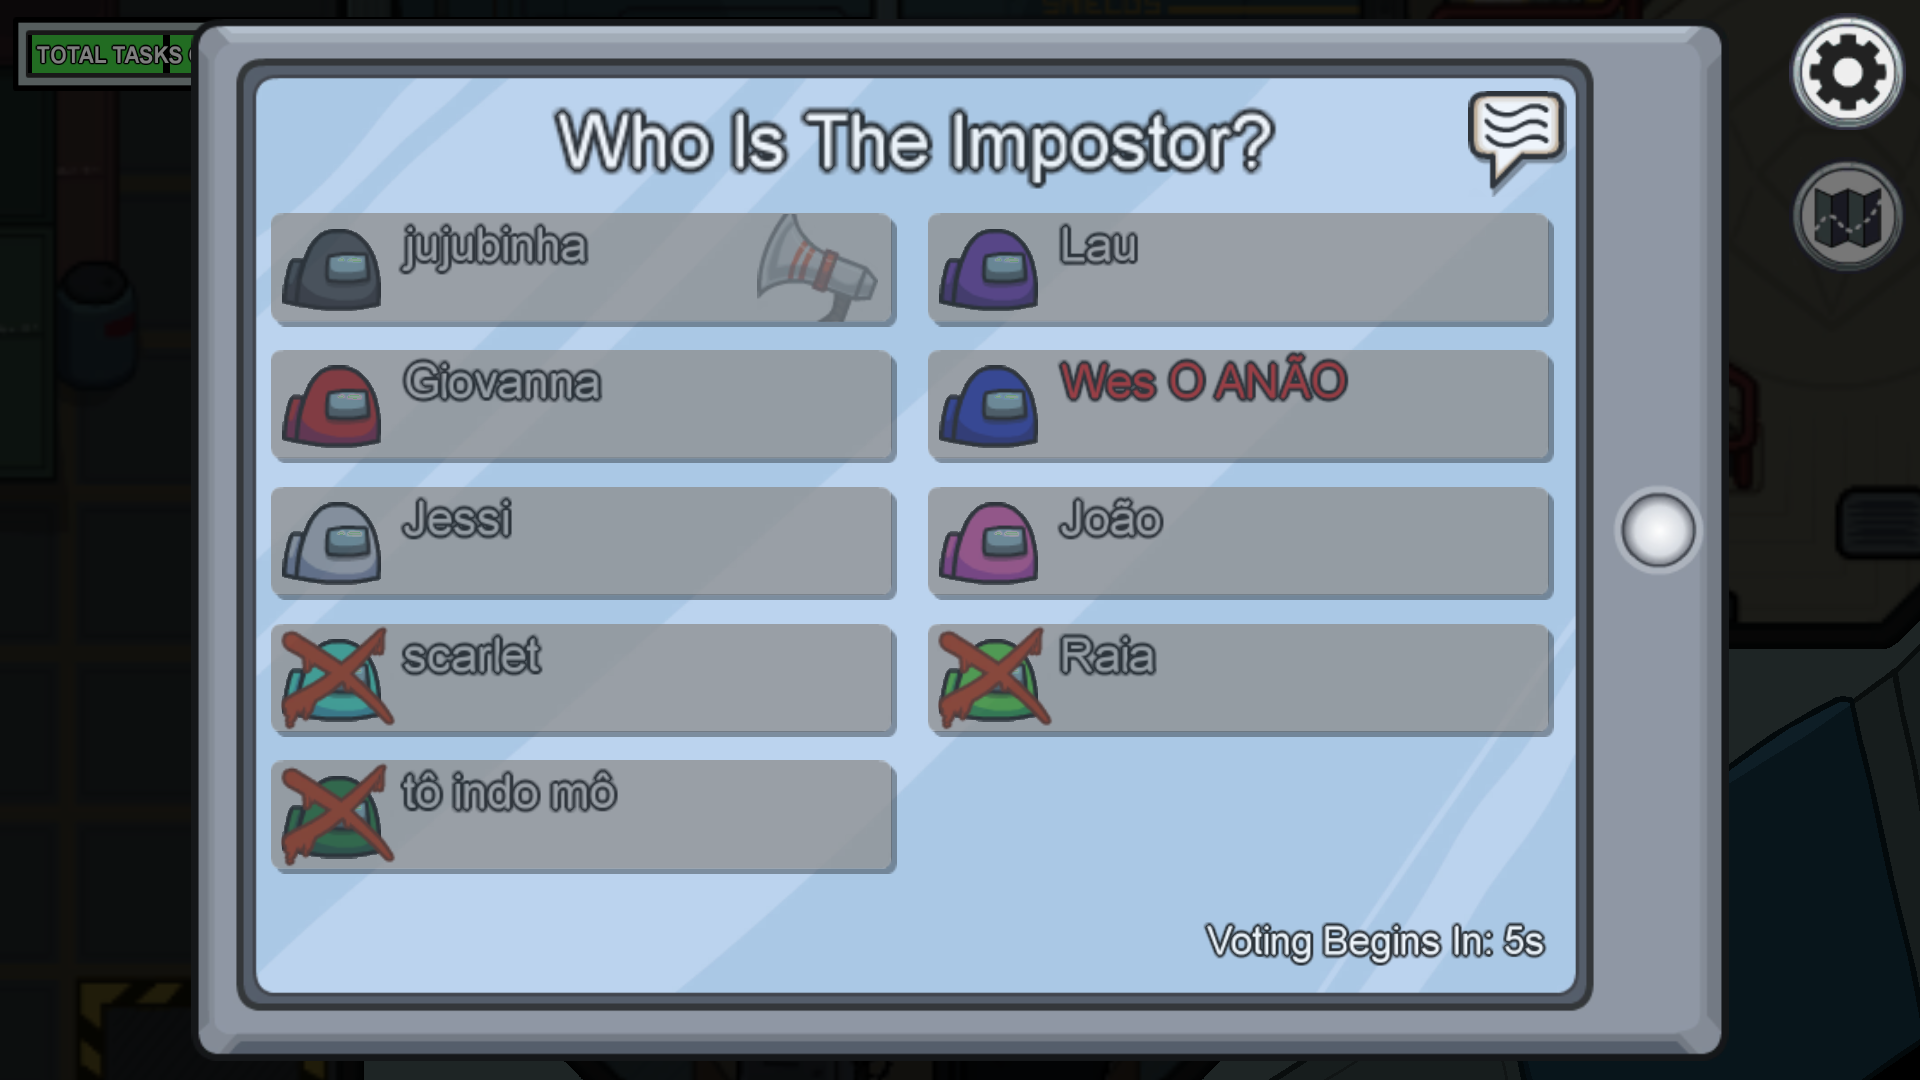 TOTAL TASKS
Who Is The Impostor?
jujubinha
Lau
Giovanna
Wes O ANÃO
Jessi
João
scarlet
Raia
tô indo mô
Voting Begins In: 5s